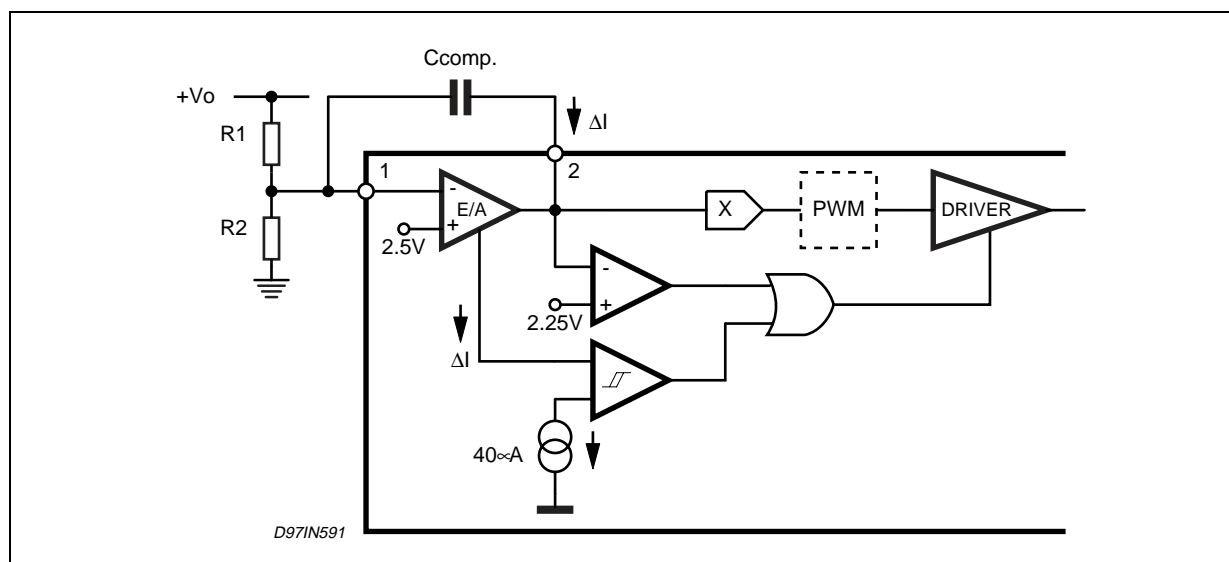 Ccomp.
+Vo
R1
ΔI
1
2
-
E/A
+
2.5V
X
PWM
DRIVER
R2
-
+
2.25V
ΔI
40∝A
D97IN591